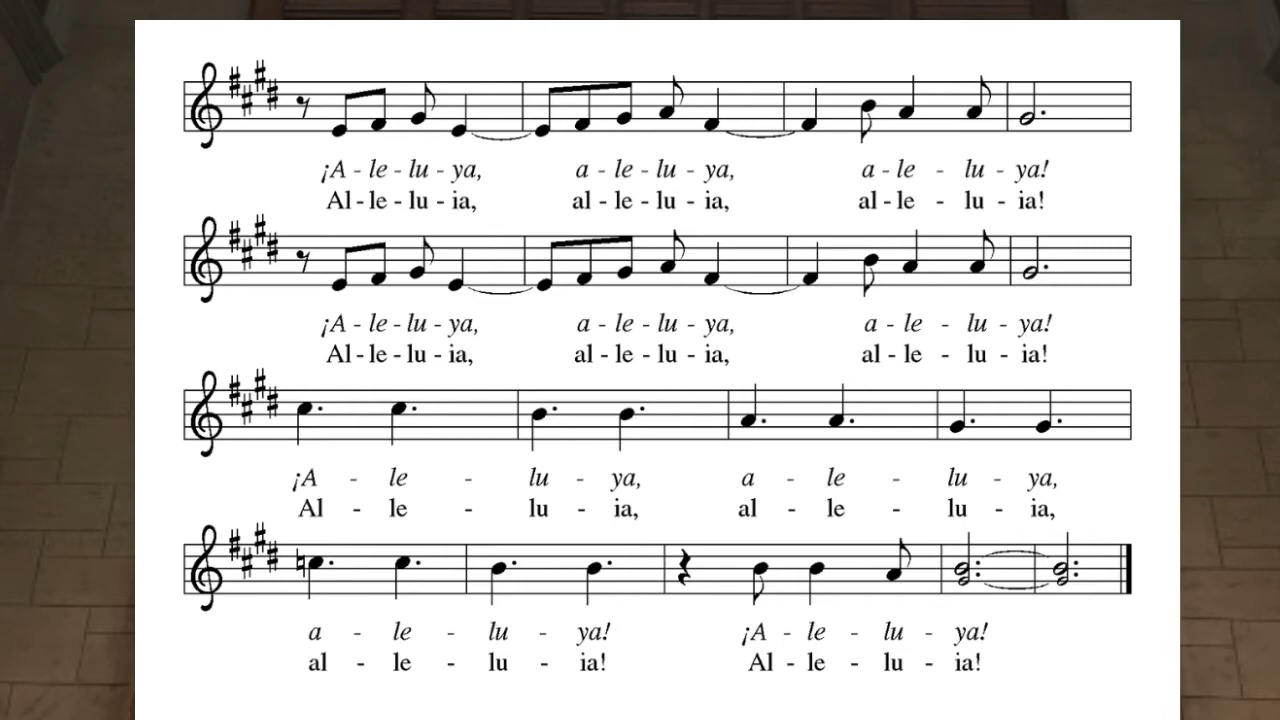 ¡A - le - lu - ya, a - le - lu - ya, a - le - lu - ya!
Al - le - lu - ia, al - le - lu - ia, al - le - lu - ia!
¡A - le - lu - ya, a - le - lu - ya, a - le - lu - ya!
Al - le - lu - ia, al - le - lu - ia, al - le - lu - ia!
¡A - le - lu - ya, a - le - lu - ya,
Al - le - lu - ia, al - le - lu - ia,
a - le - lu - ya! ¡A - le - lu - ya!
al - le - lu - ia! Al - le - lu - ia!